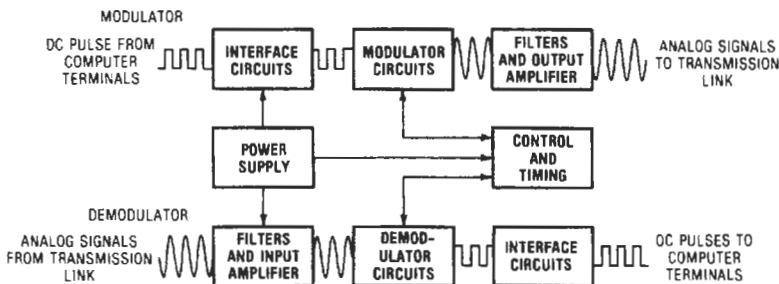 MODULATOR
DC PULSE FROM
COMPUTER
TERMINALS
INTERFACE
CIRCUITS
MODULATOR
CIRCUITS
FILTERS
AND OUTPUT
AMPLIFIER
ANALOG SIGNALS
TO TRANSMISSION
LINK
POWER
SUPPLY
CONTROL
AND
TIMING
DEMODULATOR
ANALOG SIGNALS
FROM TRANSMISSION
LINK
FILTERS
AND INPUT
AMPLIFIER
DEMOD-
ULATOR
CIRCUITS
INTERFACE
CIRCUITS
DC PULSES TO
COMPUTER
TERMINALS